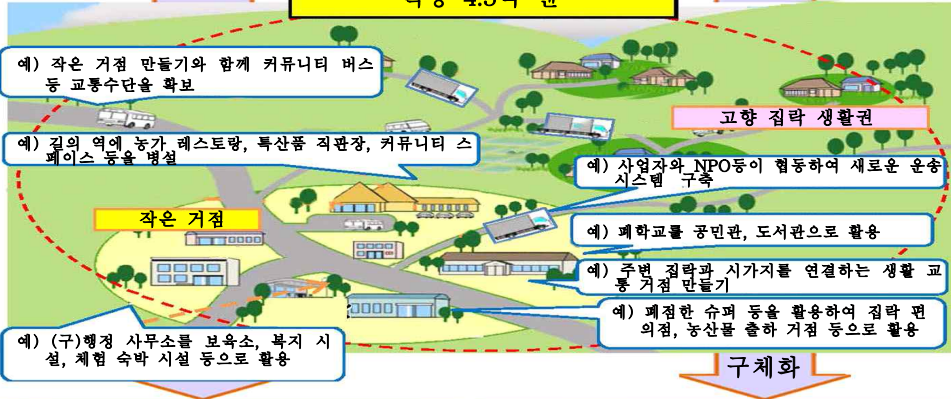 예) 작은 거점 만들기와 함께 커뮤니티 버스
등 교통수단을 확보
고향 집락 생활권
예) 길의 역에 농가 레스토랑, 특산품 직판장, 커뮤니티 스
페이스 등을 병설
예) 사업자와 NPO등이 협동하여 새로운 운송
시스템 구축
작은 거점
예) 폐학교를 공민관, 도서관으로 활용
예) 주변 집락과 시가지를 연결하는 생활 교
통 거점 만들기
예) 폐점한 슈퍼 등을 활용하여 집락 편
의점, 농산물 출하 거점 등으로 활용
예) (구)행정 사무소를 보육소, 복지 시
설, 체험 숙박 시설 등으로 활용
구체화